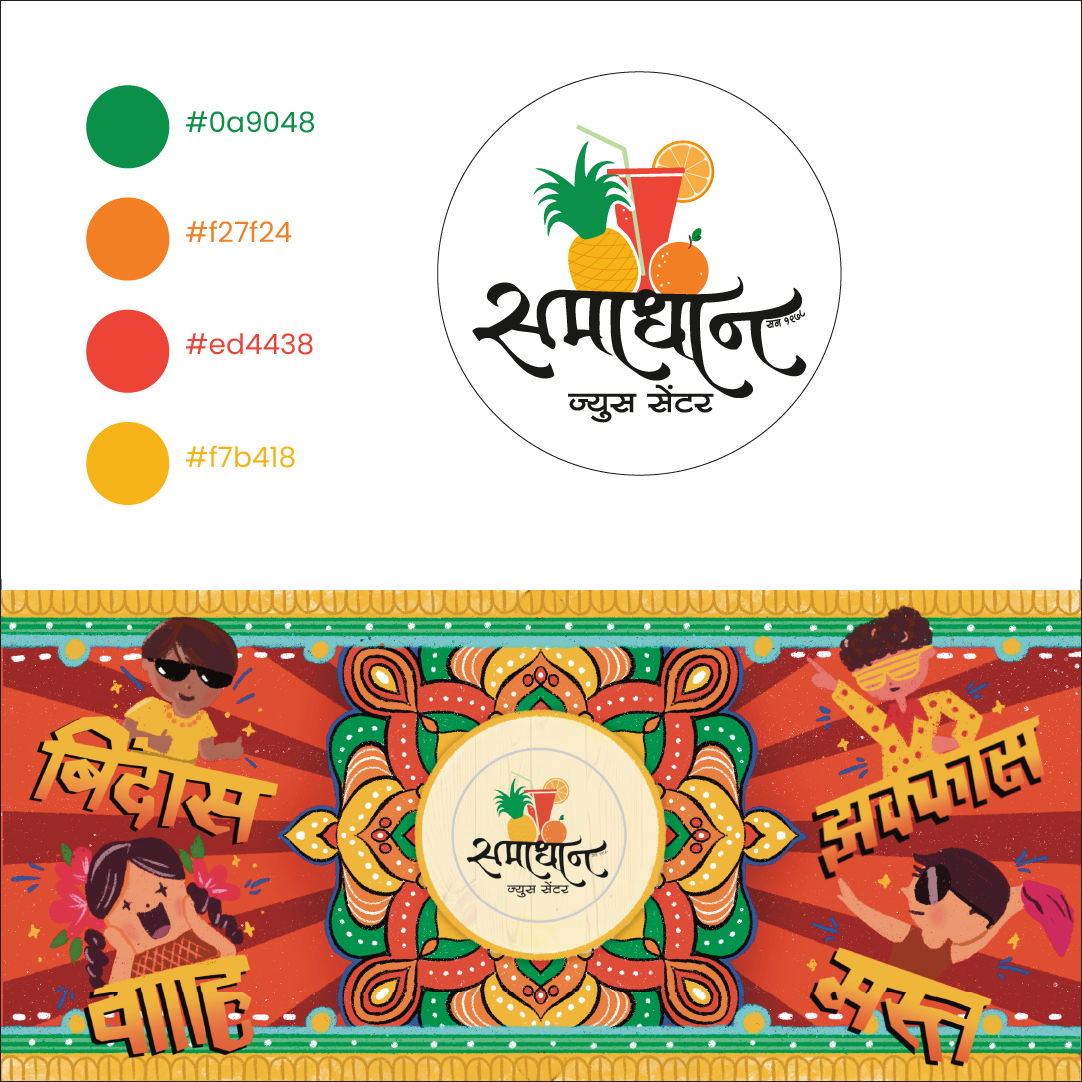 #0a9048
#f27f24
#ed4438
#f7b418
समाधान
सन १९७८
ज्युस सेंटर
बिंदास
झक्कास
समाधान
ज्युस सेंटर
वााह
मस्त